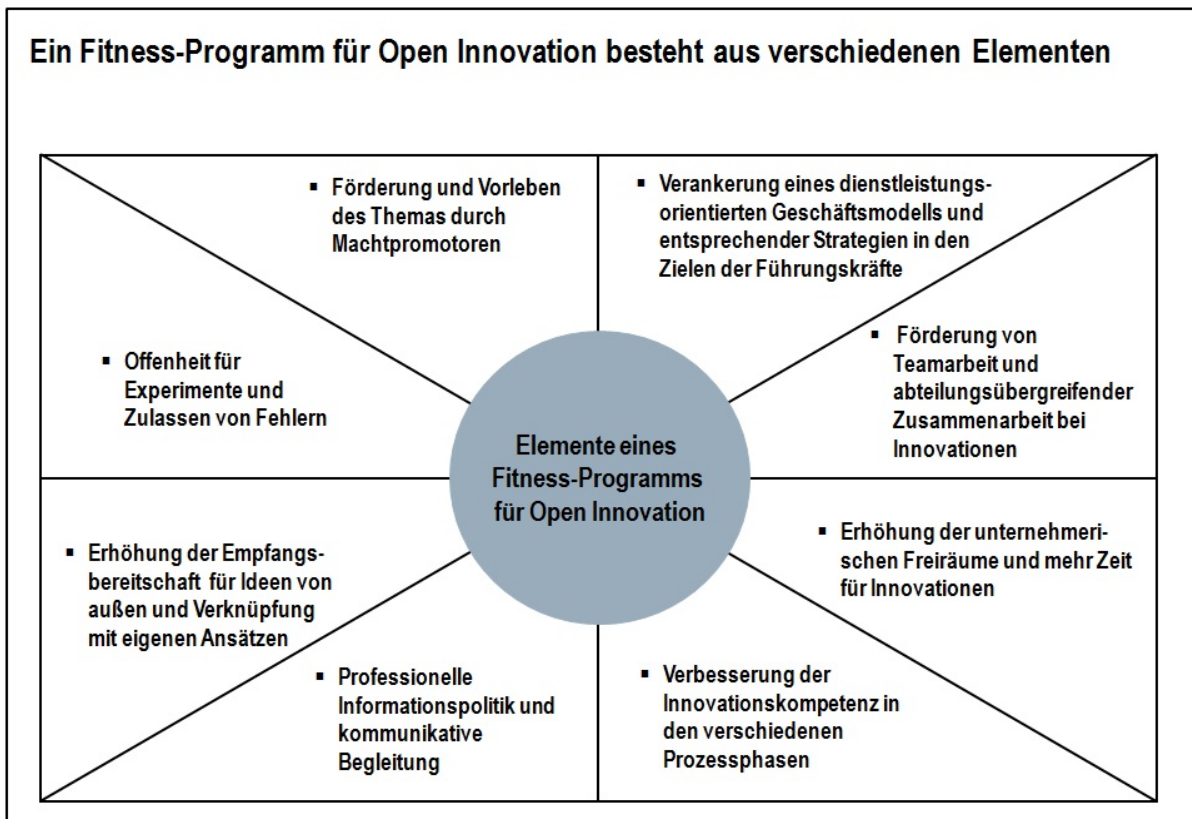 Ein Fitness-Programm für Open Innovation besteht aus verschiedenen Elementen
▪ Förderung und Vorleben
des Themas durch
Machtpromotoren
▪ Verankerung eines dienstleistungs-
orientierten Geschäftsmodells und
entsprechender Strategien in den
Zielen der Führungskräfte
▪ Offenheit für
Experimente und
Zulassen von Fehlern
▪ Förderung von
Teamarbeit und
abteilungsübergreifender
Zusammenarbeit bei
Innovationen
Elemente eines
Fitness-Programms
für Open Innovation
▪ Erhöhung der Empfangs-
bereitschaft für Ideen von
außen und Verknüpfung
mit eigenen Ansätzen
▪ Erhöhung der unternehmeri-
schen Freiräume und mehr Zeit
für Innovationen
▪ Professionelle
Informationspolitik und
kommunikative
Begleitung
▪ Verbesserung der
Innovationskompetenz in
den verschiedenen
Prozessphasen